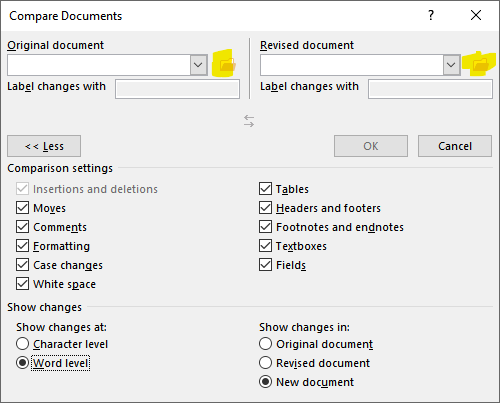 Compare Documents
Original document
Revised document
Label changes with
Label changes with
<< Less
OK
Cancel
Comparison settings
Insertions and deletions
Moves
Comments
Formatting
Case changes
White space
Tables
Headers and footers
Footnotes and endnotes
Textboxes
Fields
Show changes
Show changes at:
Character level
Word level
Show changes in:
Original document
Revised document
New document